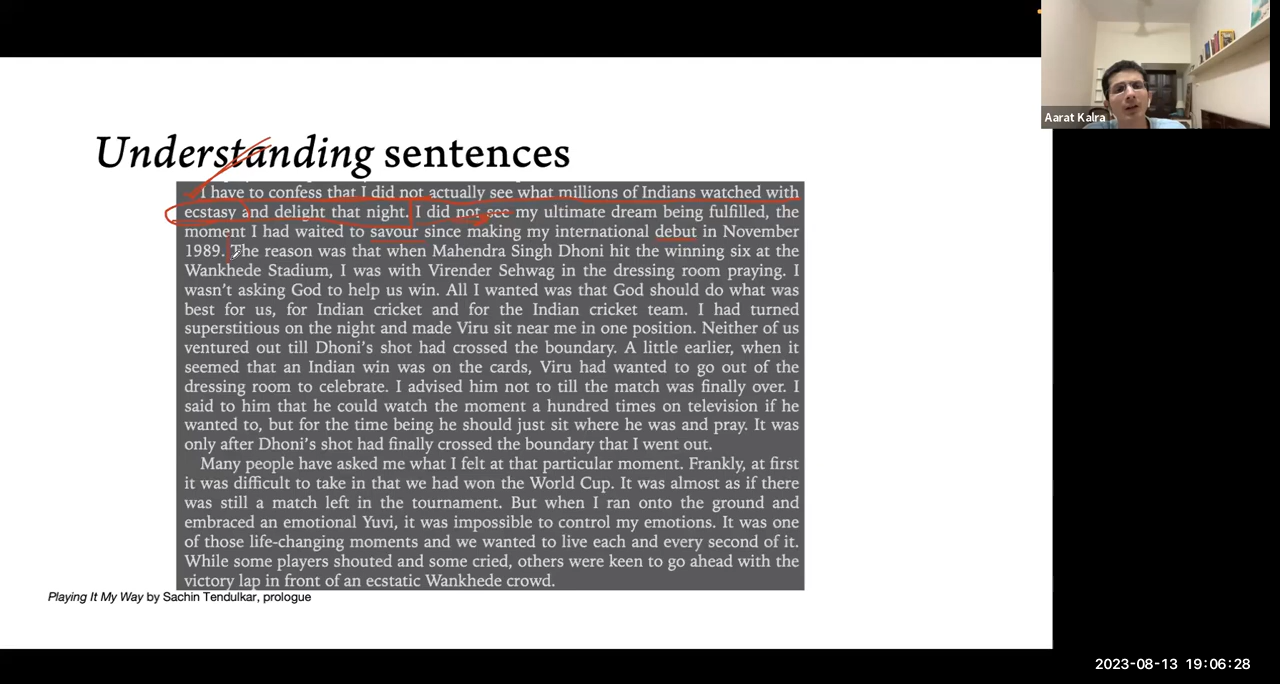 Aarat Kalra
Understanding sentences
I have to confess that I did not actually see what millions of Indians watched with
ecstasy and delight that night. I did not see my ultimate dream being fulfilled, the
moment I had waited to savour since making my international debut in November
1989. The reason was that when Mahendra Singh Dhoni hit the winning six at the
Wankhede Stadium, I was with Virender Sehwag in the dressing room praying. I
wasn't asking God to help us win. All I wanted was that God should do what was
best for us, for Indian cricket and for the Indian cricket team. I had turned
superstitious on the night and made Viru sit near me in one position. Neither of us
ventured out till Dhoni's shot had crossed the boundary. A little earlier, when it
seemed that an Indian win was on the cards, Viru had wanted to go out of the
dressing room to celebrate. I advised him not to till the match was finally over. I
said to him that he could watch the moment a hundred times on television if he
wanted to, but for the time being he should just sit where he was and pray. It was
only after Dhoni's shot had finally crossed the boundary that I went out.
Many people have asked me what I felt at that particular moment. Frankly, at first
it was difficult to take in that we had won the World Cup. It was almost as if there
was still a match left in the tournament. But when I ran onto the ground and
embraced an emotional Yuvi, it was impossible to control my emotions. It was one
of those life-changing moments and we wanted to live each and every second of it.
While some players shouted and some cried, others were keen to go ahead with the
victory lap in front of an ecstatic Wankhede crowd.
Playing It My Way by Sachin Tendulkar, prologue
2023-08-13 19:06:28